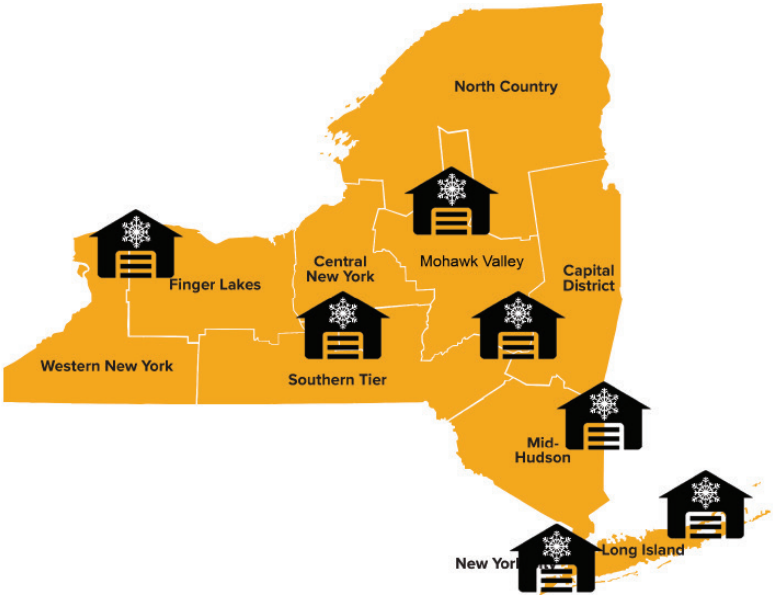 North Country
Central
New York
Mohawk Valley
Capital
District
Finger Lakes
Western New York
Southern Tier
Mid-
Hudson
New York
Long Island